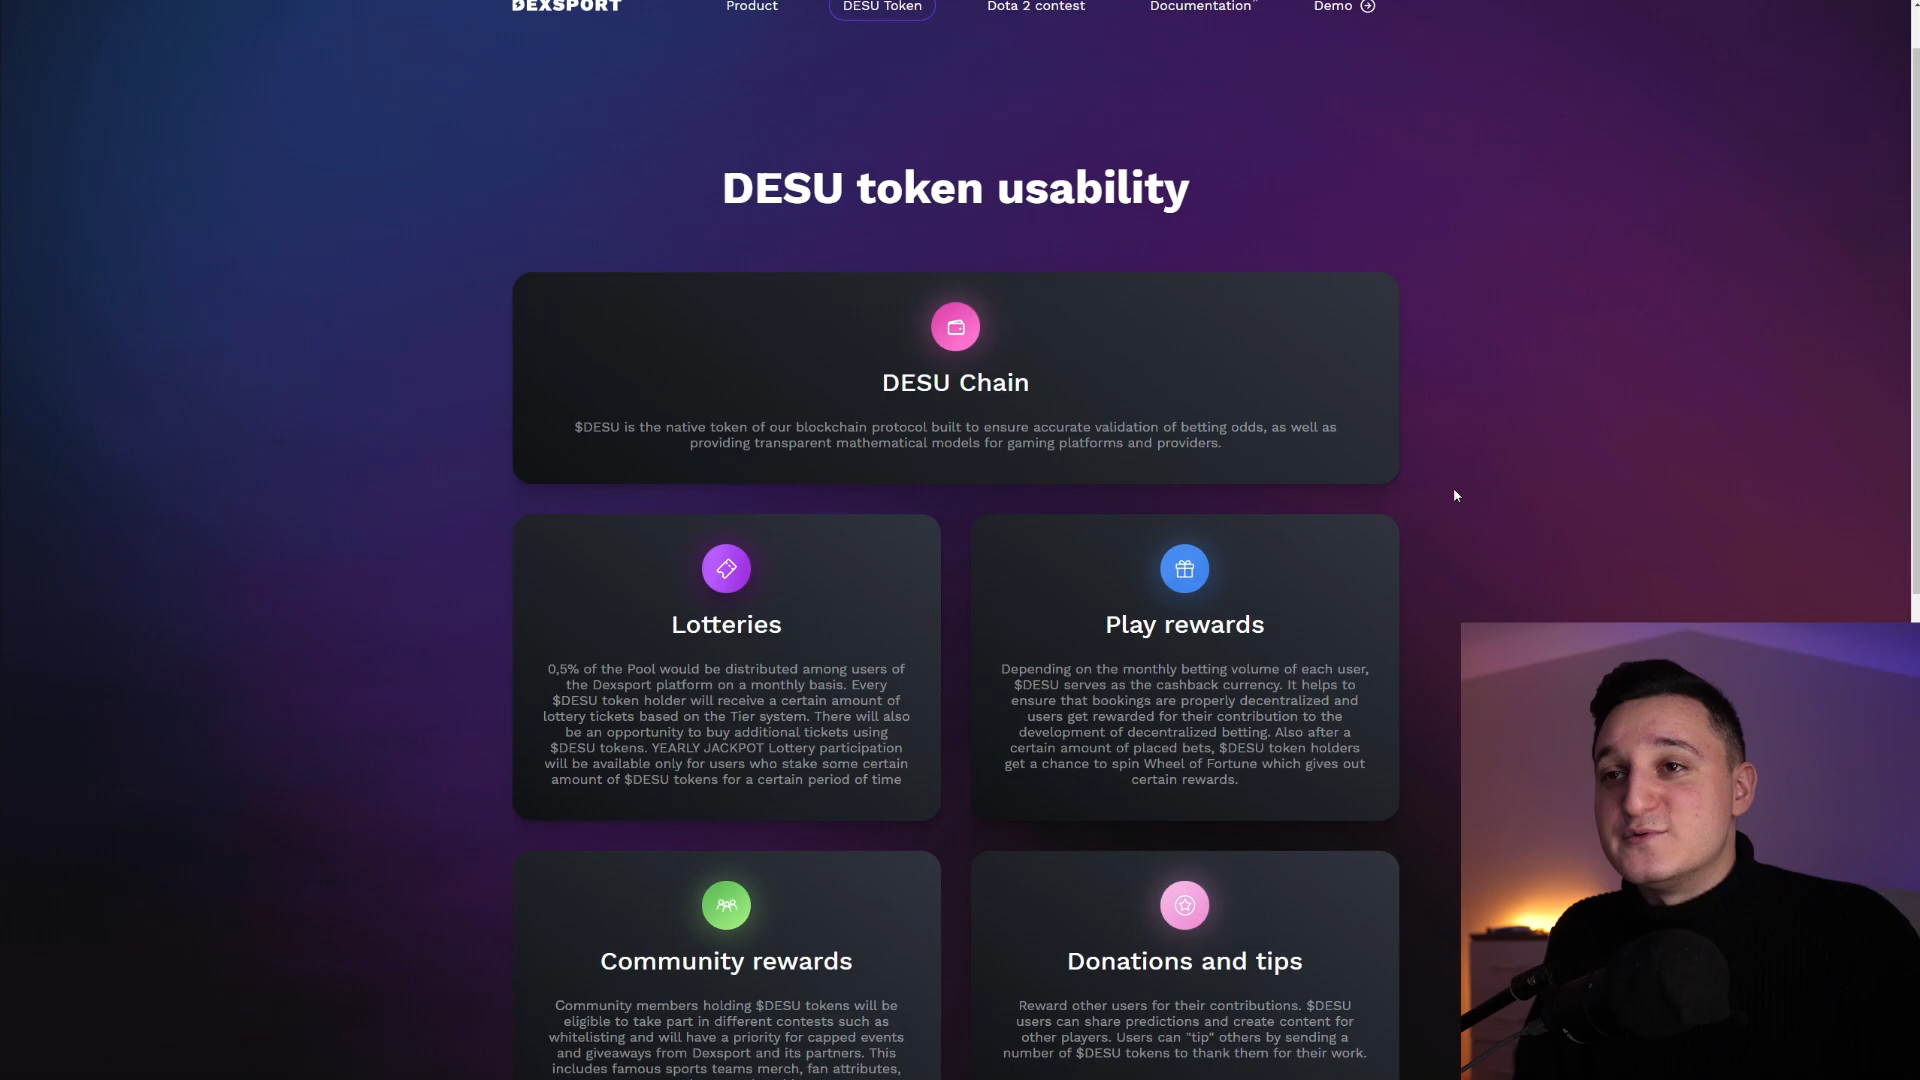 DEXSPORT
Product
DESU Token
Dota 2 contest
Documentation
Demo
DESU token usability
DESU Chain
$DESU is the native token of our blockchain protocol built to ensure accurate validation of betting odds, as well as
providing transparent mathematical models for gaming platforms and providers.
Lotteries
0,5% of the Pool would be distributed among users of
the Dexsport platform on a monthly basis. Every
$DESU token holder will receive a certain amount of
lottery tickets based on the Tier system. There will also
be an opportunity to buy additional tickets using
$DESU tokens. YEARLY JACKPOT Lottery participation
will be available only for users who stake some certain
amount of $DESU tokens for a certain period of time
Play rewards
Depending on the monthly betting volume of each user,
$DESU serves as the cashback currency. It helps to
ensure that bookings are properly decentralized and
users get rewarded for their contribution to the
development of decentralized betting. Also after a
certain amount of placed bets, $DESU token holders
get a chance to spin Wheel of Fortune which gives out
certain rewards.
Community rewards
Community members holding $DESU tokens will be
eligible to take part in different contests such as
whitelisting and will have a priority for capped events
and giveaways from Dexsport and its partners. This
includes famous sports teams merch, fan attributes,
Donations and tips
Reward other users for their contributions. $DESU
users can share predictions and create content for
other players. Users can "tip" others by sending a
number of $DESU tokens to thank them for their work.